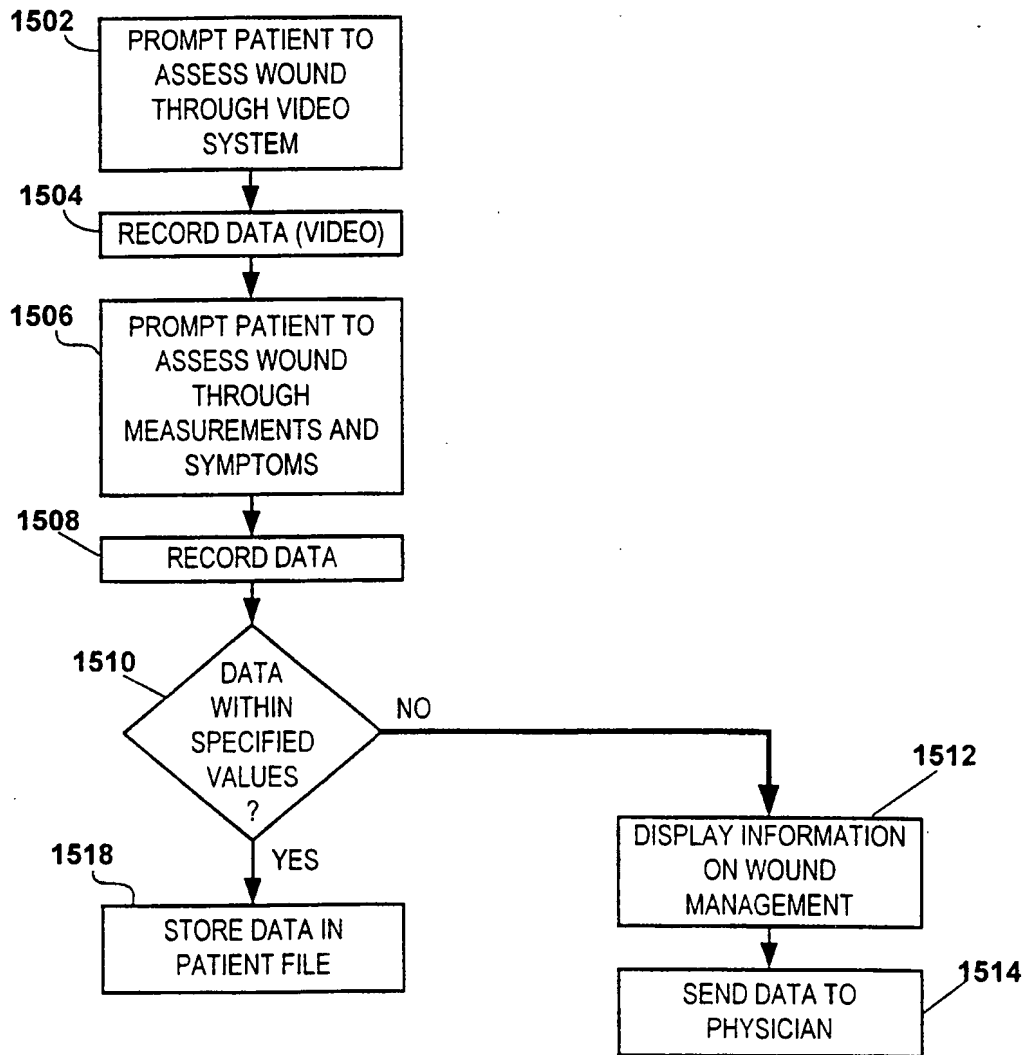 1502
PROMPT PATIENT TO
ASSESS WOUND
THROUGH VIDEO
SYSTEM
1504
RECORD DATA (VIDEO)
1506
PROMPT PATIENT TO
ASSESS WOUND
THROUGH
MEASUREMENTS AND
SYMPTOMS
1508
RECORD DATA
1510
DATA
WITHIN
SPECIFIED
VALUES
?
NO
YES
1512
DISPLAY INFORMATION
ON WOUND
MANAGEMENT
1518
STORE DATA IN
PATIENT FILE
1514
SEND DATA TO
PHYSICIAN